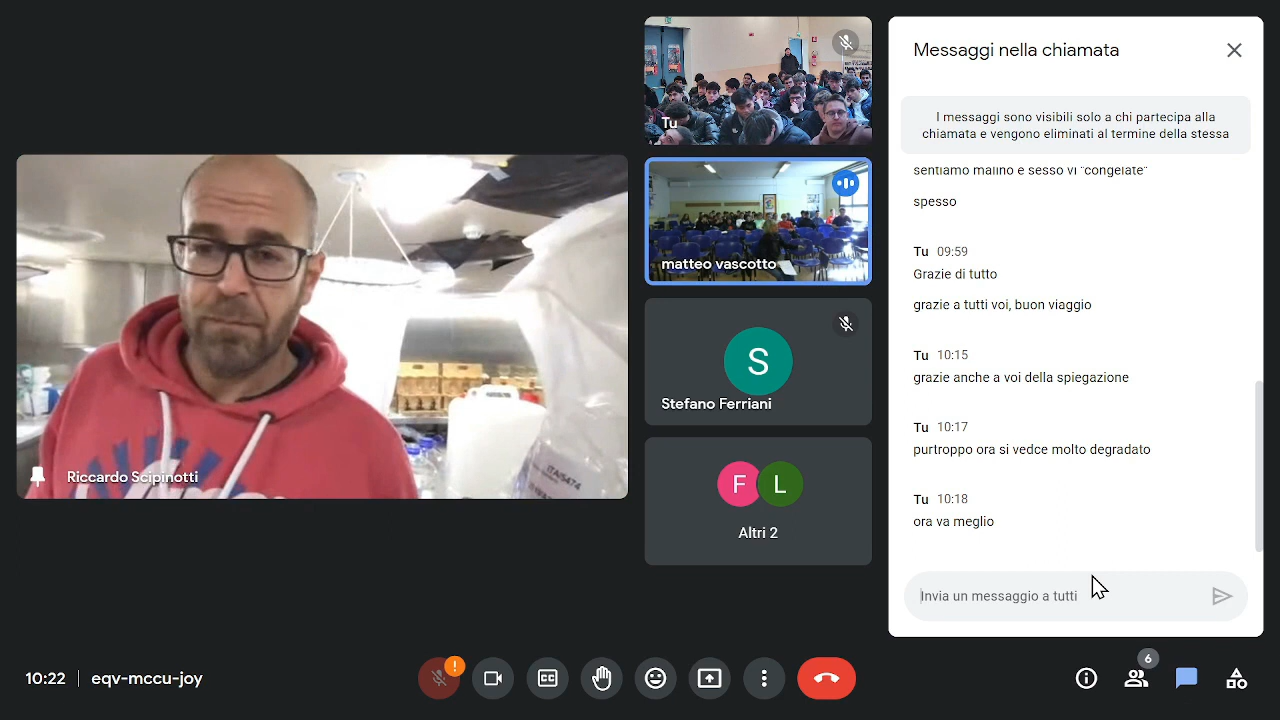 Tu
matteo vascotto
S
Stefano Ferriani
F L
Altri 2
Riccardo Scipinotti
Messaggi nella chiamata
I messaggi sono visibili solo a chi partecipa alla
chiamata e vengono eliminati al termine della stessa
sentiamo malino e sesso vi "congelate"
spesso
Tu 09:59
Grazie di tutto
grazie a tutti voi, buon viaggio
Tu 10:15
grazie anche a voi della spiegazione
Tu 10:17
purtroppo ora si vedce molto degradato
Tu 10:18
ora va meglio
Invia un messaggio a tutti
10:22 eqv-mccu-joy
!
CC
6